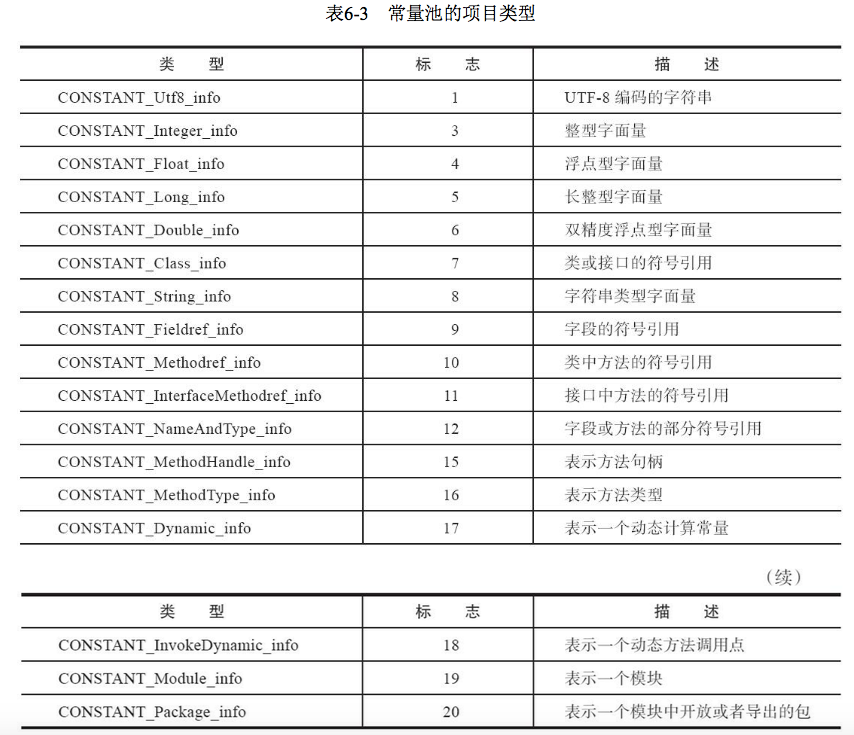 表6-3 常量池的项目类型
类 型 标 志 描 述
CONSTANT_Utf8_info 1 UTF-8 编码的字符串
CONSTANT_Integer_info 3 整型字面量
CONSTANT_Float_info 4 浮点型字面量
CONSTANT_Long_info 5 长整型字面量
CONSTANT_Double_info 6 双精度浮点型字面量
CONSTANT_Class_info 7 类或接口的符号引用
CONSTANT_String_info 8 字符串类型字面量
CONSTANT_Fieldref_info 9 字段的符号引用
CONSTANT_Methodref_info 10 类中方法的符号引用
CONSTANT_InterfaceMethodref_info 11 接口中方法的符号引用
CONSTANT_NameAndType_info 12 字段或方法的部分符号引用
CONSTANT_MethodHandle_info 15 表示方法句柄
CONSTANT_MethodType_info 16 表示方法类型
CONSTANT_Dynamic_info 17 表示一个动态计算常量
（续）
类 型 标 志 描 述
CONSTANT_InvokeDynamic_info 18 表示一个动态方法调用点
CONSTANT_Module_info 19 表示一个模块
CONSTANT_Package_info 20 表示一个模块中开放或者导出的包